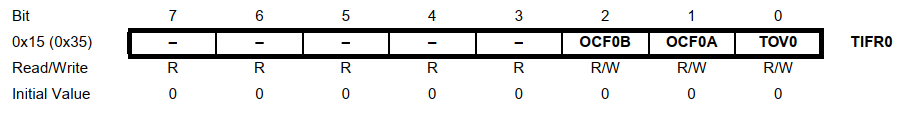 Bit 7 6 5 4 3 2 1 0
0x15 (0x35) – – – – – OCF0B OCF0A TOV0 TIFR0
Read/Write R R R R R R/W R/W R/W
Initial Value 0 0 0 0 0 0 0 0